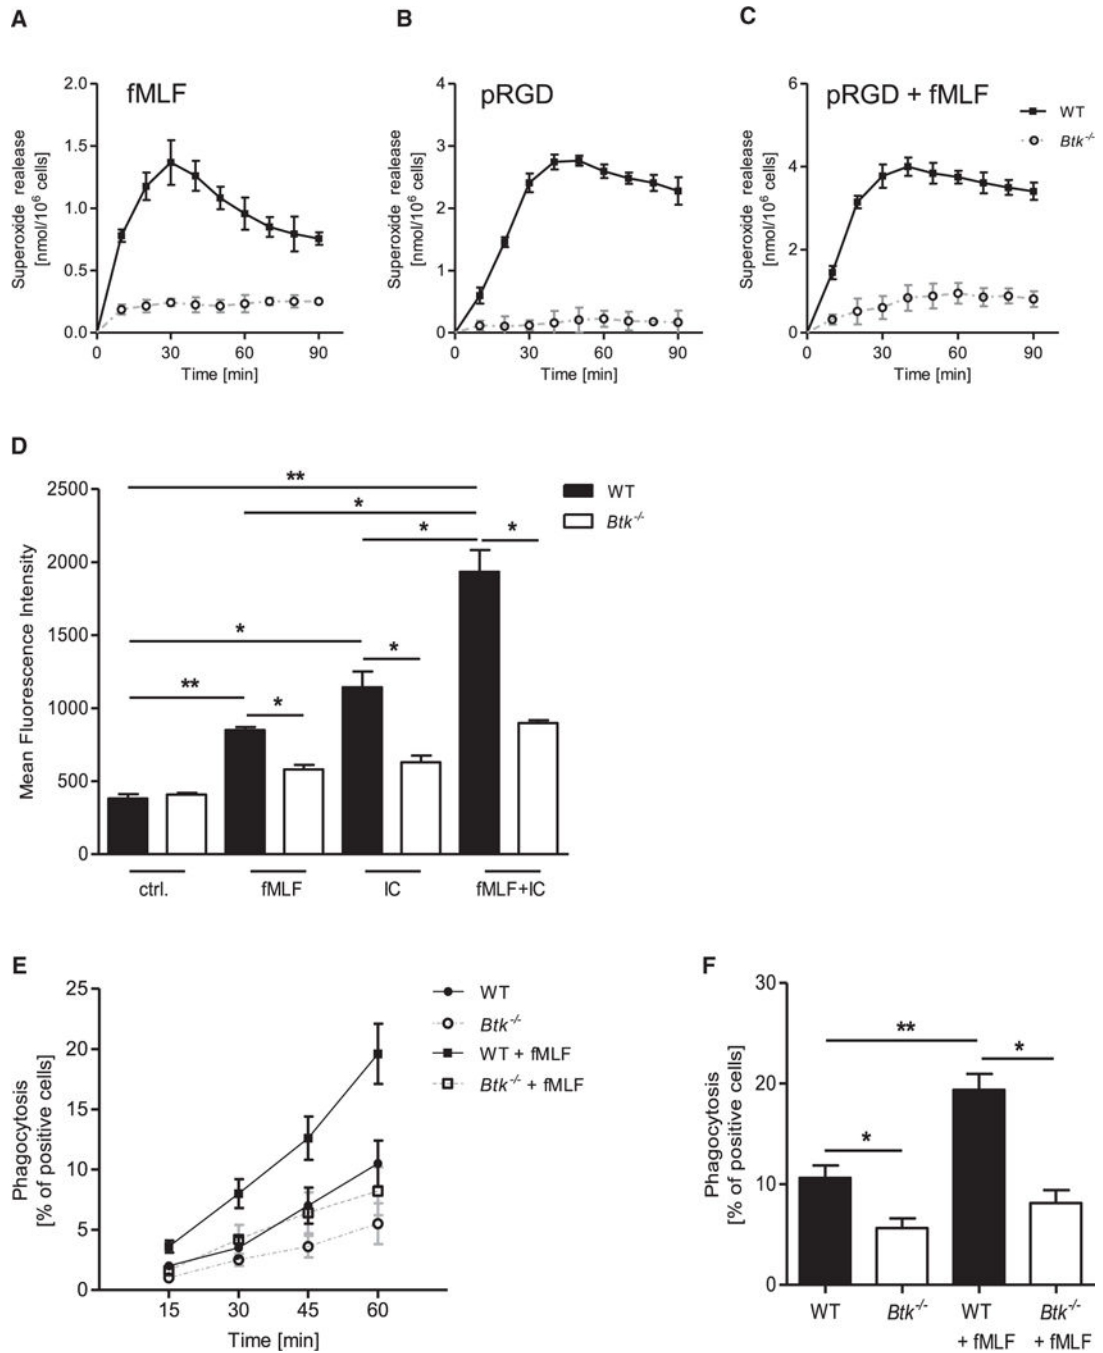 A
B
C
fMLF
Superoxide realease
[nmol/10⁶ cells]
2.0
1.5
1.0
0.5
0.0
0 30 60 90
Time [min]
pRGD
Superoxide realease
[nmol/10⁶ cells]
4
3
2
1
0
0 30 60 90
Time [min]
pRGD + fMLF
Superoxide realease
[nmol/10⁶ cells]
6
4
2
0
0 30 60 90
Time [min]
WT
Btk⁻/⁻
D
Mean Fluorescence Intensity
2500
2000
1500
1000
500
0
**
*
*
*
*
*
**
*
WT
Btk⁻/⁻
ctrl. fMLF IC fMLF+IC
E
Phagocytosis
[% of positive cells]
25
20
15
10
5
0
15 30 45 60
Time [min]
WT
Btk⁻/⁻
WT + fMLF
Btk⁻/⁻ + fMLF
F
Phagocytosis
[% of positive cells]
30
20
10
0
**
*
*
WT Btk⁻/⁻ WT Btk⁻/⁻
+ fMLF + fMLF